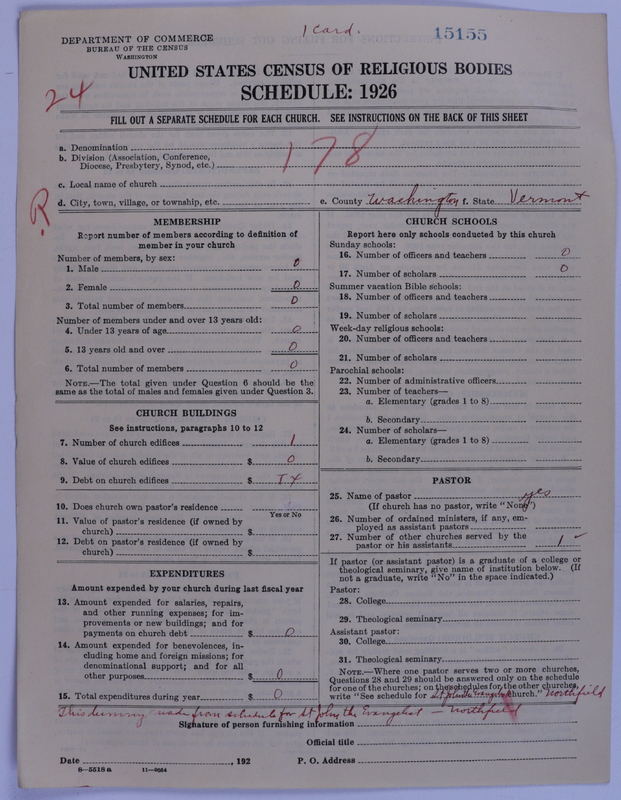 1 Card.
15155
DEPARTMENT OF COMMERCE
BUREAU OF THE CENSUS
WASHINGTON
UNITED STATES CENSUS OF RELIGIOUS BODIES
SCHEDULE: 1926
24
FILL OUT A SEPARATE SCHEDULE FOR EACH CHURCH. SEE INSTRUCTIONS ON THE BACK OF THIS SHEET
a. Denomination
b. Division (Association, Conference,
Diocese, Presbytery, Synod, etc.)
178
c. Local name of church
d. City, town, village, or township, etc. e. County Washington f. State Vermont
R
MEMBERSHIP
Report number of members according to definition of
member in your church
Number of members, by sex:
1. Male 0
2. Female 0
3. Total number of members 0
Number of members under and over 13 years old:
4. Under 13 years of age 0
5. 13 years old and over 0
6. Total number of members 0
NOTE.—The total given under Question 6 should be the
same as the total of males and females given under Question 3.
CHURCH BUILDINGS
See instructions, paragraphs 10 to 12
7. Number of church edifices 1
8. Value of church edifices $ 0
9. Debt on church edifices $ TX
10. Does church own pastor's residence
Yes or No
11. Value of pastor's residence (if owned by
church) $
12. Debt on pastor's residence (if owned by
church) $
EXPENDITURES
Amount expended by your church during last fiscal year
13. Amount expended for salaries, repairs,
and other running expenses; for im-
provements or new buildings; and for
payments on church debt $ 0
14. Amount expended for benevolences, in-
cluding home and foreign missions; for
denominational support; and for all
other purposes $ 0
15. Total expenditures during year $ 0
CHURCH SCHOOLS
Report here only schools conducted by this church
Sunday schools:
16. Number of officers and teachers 0
17. Number of scholars 0
Summer vacation Bible schools:
18. Number of officers and teachers
19. Number of scholars
Week-day religious schools:
20. Number of officers and teachers
21. Number of scholars
Parochial schools:
22. Number of administrative officers
23. Number of teachers—
a. Elementary (grades 1 to 8)
b. Secondary
24. Number of scholars—
a. Elementary (grades 1 to 8)
b. Secondary
PASTOR
25. Name of pastor yes
(If church has no pastor, write "None")
26. Number of ordained ministers, if any, em-
ployed as assistant pastors
27. Number of other churches served by the
pastor or his assistants 1 ✓
If pastor (or assistant pastor) is a graduate of a college or
theological seminary, give name of institution below. (If
not a graduate, write "No" in the space indicated.)
Pastor:
28. College
29. Theological seminary
Assistant pastor:
30. College
31. Theological seminary
NOTE.—Where one pastor serves two or more churches,
Questions 28 and 29 should be answered only on the schedule
for one of the churches; on the schedules for the other churches,
write "See schedule for St Johns the Evangelist Church." Northfield
This dummy made from schedule for St Johns the Evangelist — Northfield
Signature of person furnishing information
Official title
Date , 192 P. O. Address
8—5518 a 11—9054